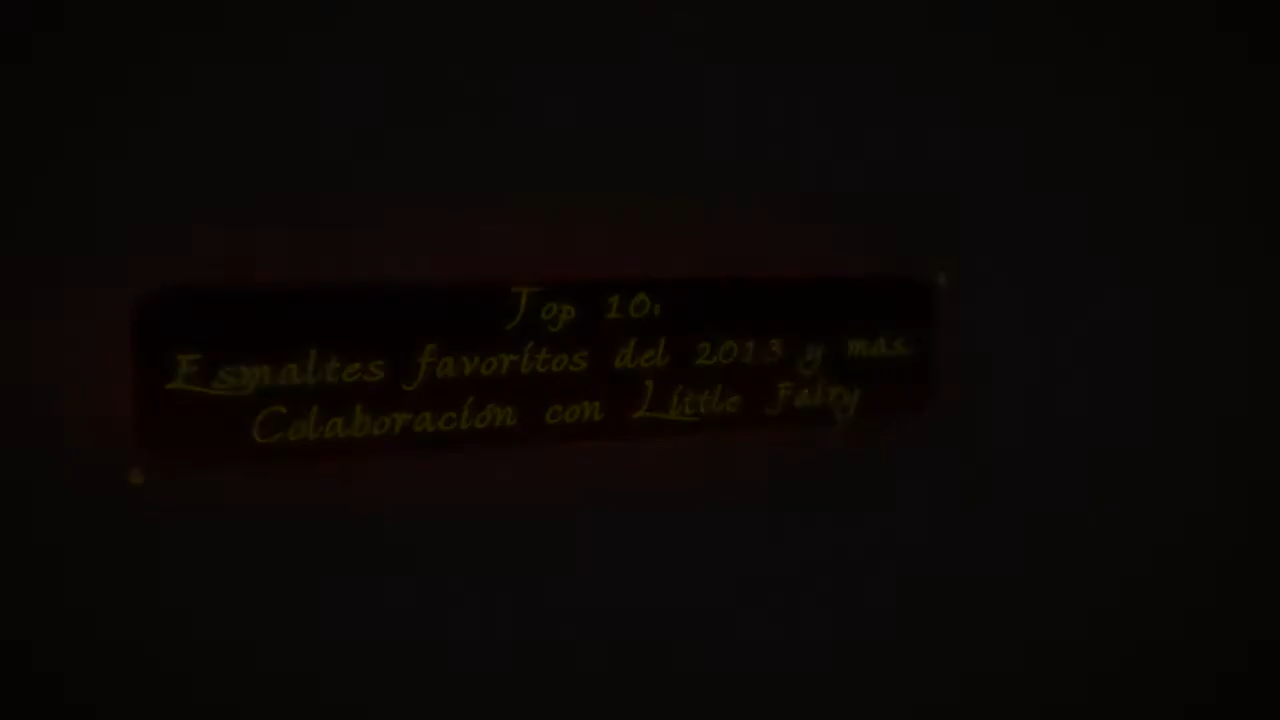 Top 10:
Esmaltes favoritos del 2013 y más.
Colaboración con Little Fairy